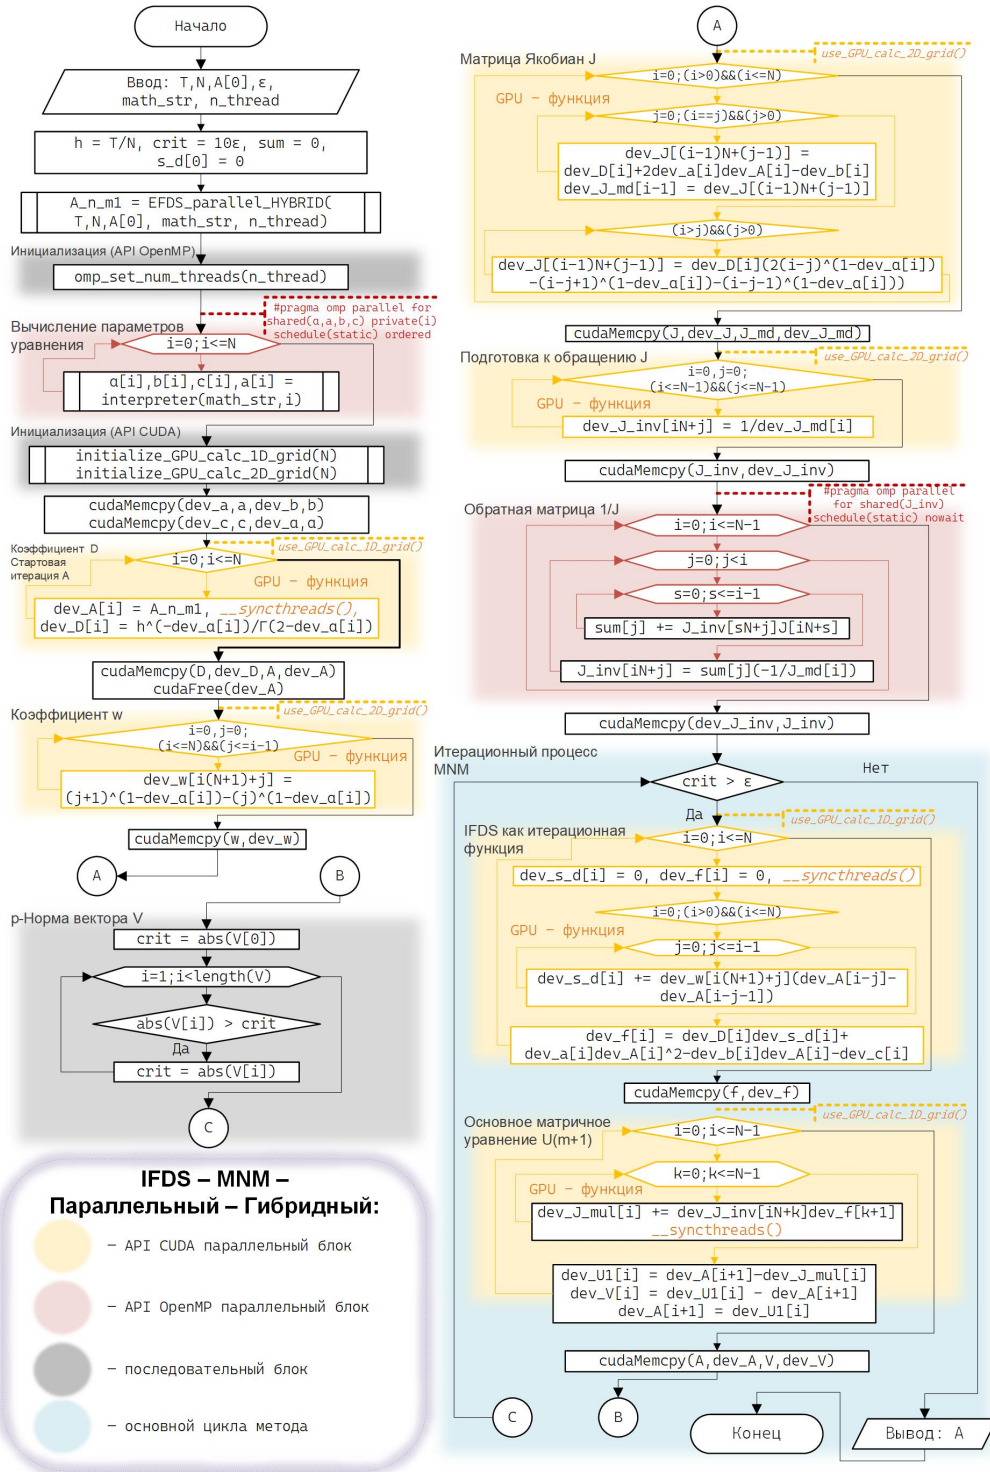 Начало
Ввод: T,N,A[0],ε,
math_str, n_thread
h = T/N, crit = 10ε, sum = 0,
s_d[0] = 0
A_n_m1 = EFDS_parallel_HYBRID(
T,N,A[0], math_str, n_thread)
Инициализация (API OpenMP)
omp_set_num_threads(n_thread)
#pragma omp parallel for
shared(α,a,b,c) private(i)
schedule(static) ordered
Вычисление параметров
уравнения
i=0;i<=N
α[i],b[i],c[i],a[i] =
interpreter(math_str,i)
Инициализация (API CUDA)
initialize_GPU_calc_1D_grid(N)
initialize_GPU_calc_2D_grid(N)
cudaMemcpy(dev_a,a,dev_b,b)
cudaMemcpy(dev_c,c,dev_α,α)
use_GPU_calc_1D_grid()
Коэффициент D
Стартовая
итерация A
i=0;i<=N
GPU - функция
dev_A[i] = A_n_m1, __syncthreads(),
dev_D[i] = h^(-dev_α[i])/Γ(2-dev_α[i])
cudaMemcpy(D,dev_D,A,dev_A)
cudaFree(dev_A)
Коэффициент w
use_GPU_calc_2D_grid()
i=0,j=0;
(i<=N)&&(j<=i-1)
GPU - функция
dev_w[i(N+1)+j] =
(j+1)^(1-dev_α[i])-(j)^(1-dev_α[i])
cudaMemcpy(w,dev_w)
A
B
p-Норма вектора V
crit = abs(V[0])
i=1;i<length(V)
abs(V[i]) > crit
Да
crit = abs(V[i])
C
IFDS – MNM –
Параллельный – Гибридный:
– API CUDA параллельный блок
– API OpenMP параллельный блок
– последовательный блок
– основной цикла метода
A
use_GPU_calc_2D_grid()
Матрица Якобиан J
i=0;(i>0)&&(i<=N)
GPU - функция
j=0;(i==j)&&(j>0)
dev_J[(i-1)N+(j-1)] =
dev_D[i]+2dev_a[i]dev_A[i]-dev_b[i]
dev_J_md[i-1] = dev_J[(i-1)N+(j-1)]
(i>j)&&(j>0)
dev_J[(i-1)N+(j-1)] = dev_D[i](2(i-j)^(1-dev_α[i])
-(i-j+1)^(1-dev_α[i])-(i-j-1)^(1-dev_α[i]))
cudaMemcpy(J,dev_J,J_md,dev_J_md)
Подготовка к обращению J
use_GPU_calc_2D_grid()
i=0,j=0;
(i<=N-1)&&(j<=N-1)
GPU - функция
dev_J_inv[iN+j] = 1/dev_J_md[i]
cudaMemcpy(J_inv,dev_J_inv)
#pragma omp parallel
for shared(J_inv)
schedule(static) nowait
Обратная матрица 1/J
i=0;i<=N-1
j=0;j<i
s=0;s<=i-1
sum[j] += J_inv[sN+j]J[iN+s]
J_inv[iN+j] = sum[j](-1/J_md[i])
cudaMemcpy(dev_J_inv,J_inv)
Итерационный процесс
MNM
crit > ε
Нет
Да
use_GPU_calc_1D_grid()
IFDS как итерационная
функция
i=0;i<=N
dev_s_d[i] = 0, dev_f[i] = 0, __syncthreads()
i=0;(i>0)&&(i<=N)
GPU - функция
j=0;j<=i-1
dev_s_d[i] += dev_w[i(N+1)+j](dev_A[i-j]-
dev_A[i-j-1])
dev_f[i] = dev_D[i]dev_s_d[i]+
dev_a[i]dev_A[i]^2-dev_b[i]dev_A[i]-dev_c[i]
cudaMemcpy(f,dev_f)
use_GPU_calc_1D_grid()
Основное матричное
уравнение U(m+1)
i=0;i<=N-1
k=0;k<=N-1
GPU - функция
dev_J_mul[i] += dev_J_inv[iN+k]dev_f[k+1]
__syncthreads()
dev_U1[i] = dev_A[i+1]-dev_J_mul[i]
dev_V[i] = dev_U1[i] - dev_A[i+1]
dev_A[i+1] = dev_U1[i]
cudaMemcpy(A,dev_A,V,dev_V)
C
B
Конец
Вывод: A